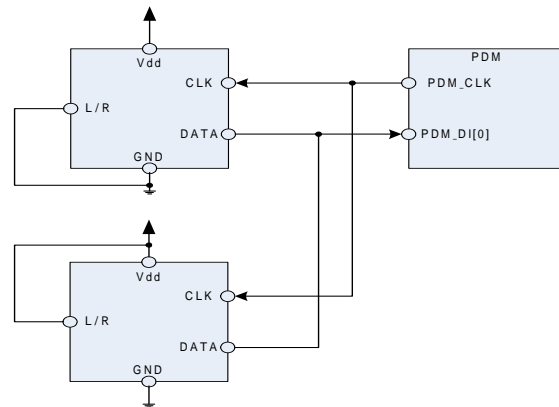 Vdd
PDM
CLK
PDM_CLK
L/R
DATA
PDM_DI[0]
GND
Vdd
CLK
L/R
DATA
GND